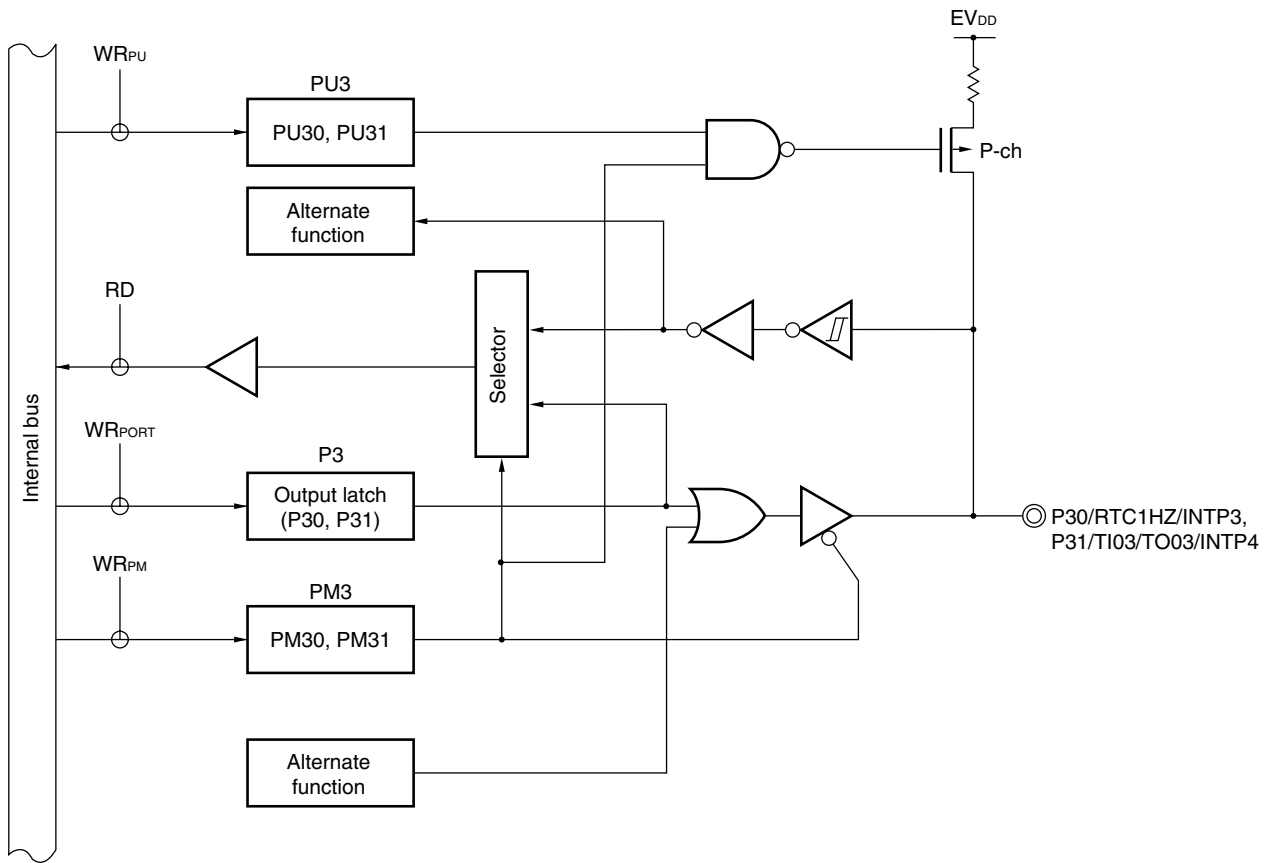 EVDD
WRPU
PU3
PU30, PU31
P-ch
Alternate
function
RD
Selector
Internal bus
WRPORT
P3
Output latch
(P30, P31)
P30/RTC1HZ/INTP3,
P31/TI03/TO03/INTP4
WRPM
PM3
PM30, PM31
Alternate
function